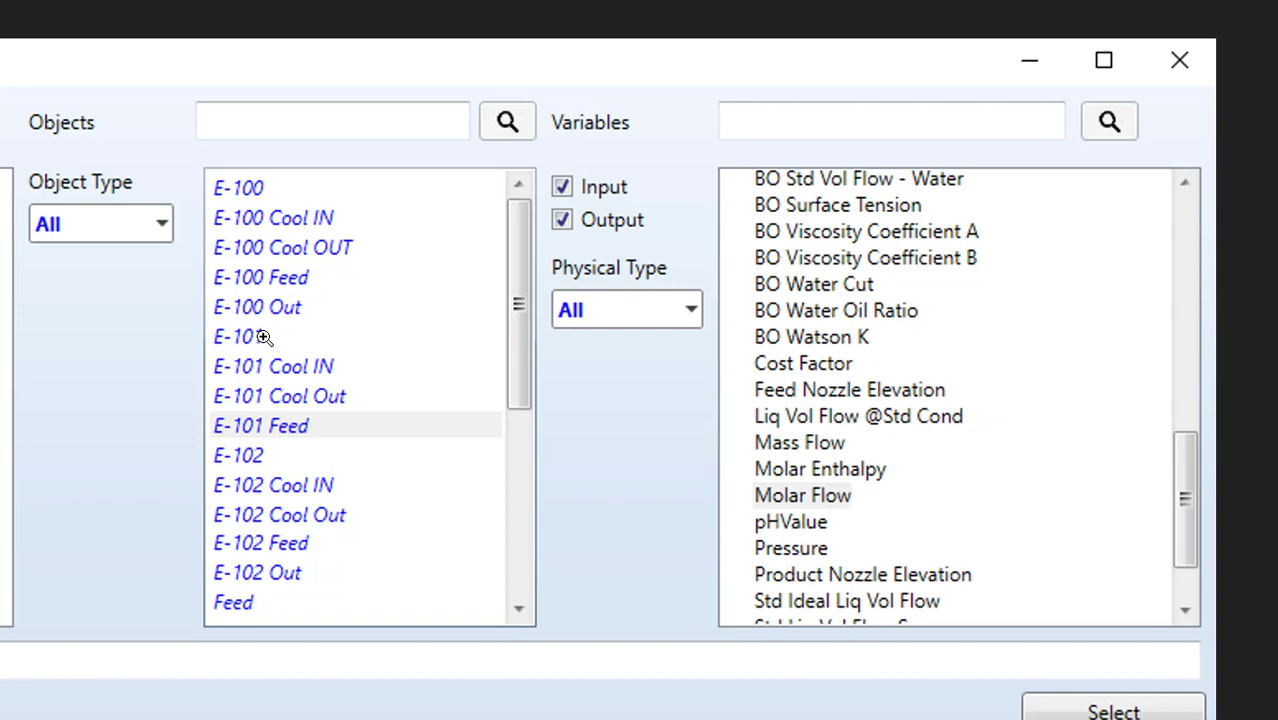 Objects
Variables
Object Type
All
E-100
E-100 Cool IN
E-100 Cool OUT
E-100 Feed
E-100 Out
E-101
E-101 Cool IN
E-101 Cool Out
E-101 Feed
E-102
E-102 Cool IN
E-102 Cool Out
E-102 Feed
E-102 Out
Feed
Input
Output
Physical Type
All
BO Std Vol Flow - Water
BO Surface Tension
BO Viscosity Coefficient A
BO Viscosity Coefficient B
BO Water Cut
BO Water Oil Ratio
BO Watson K
Cost Factor
Feed Nozzle Elevation
Liq Vol Flow @Std Cond
Mass Flow
Molar Enthalpy
Molar Flow
pHValue
Pressure
Product Nozzle Elevation
Std Ideal Liq Vol Flow
Select